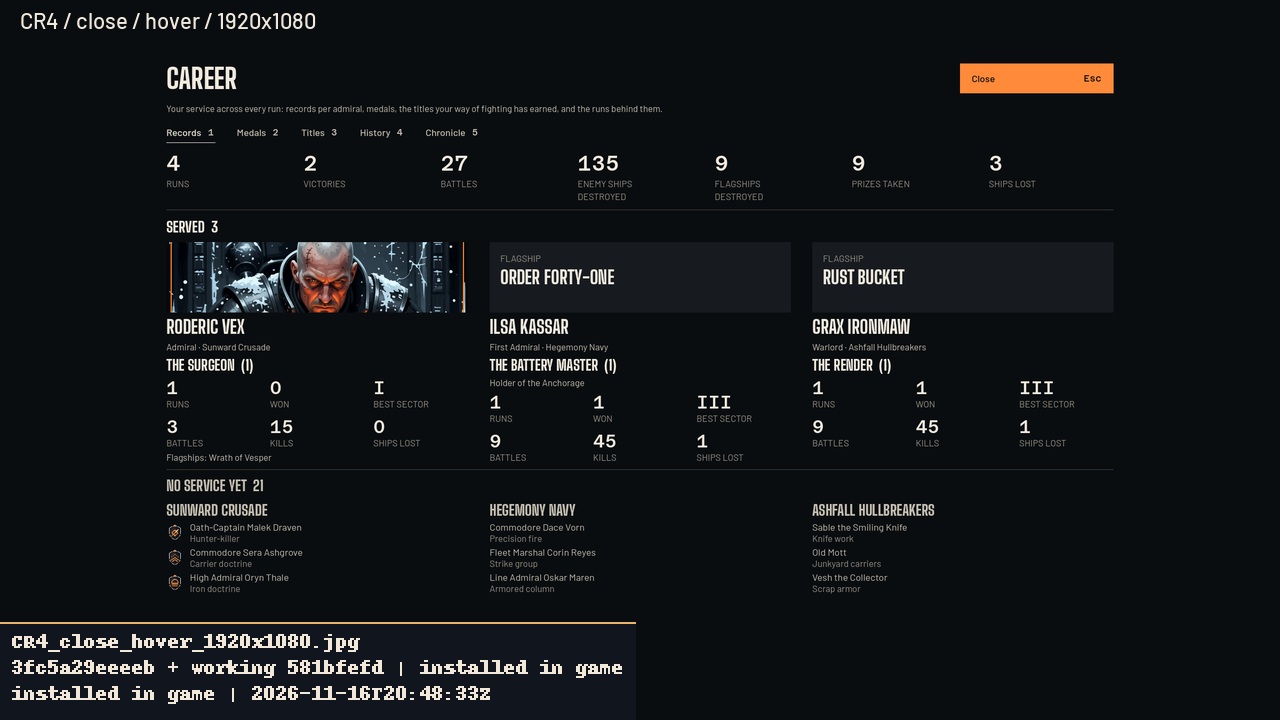 CR4 / close / hover / 1920x1080
CAREER
Close Esc
Your service across every run: records per admiral, medals, the titles your way of fighting has earned, and the runs behind them.
Records 1 Medals 2 Titles 3 History 4 Chronicle 5
4 2 27 135 9 9 3
RUNS VICTORIES BATTLES ENEMY SHIPS DESTROYED FLAGSHIPS DESTROYED PRIZES TAKEN SHIPS LOST
SERVED 3
FLAGSHIP
ORDER FORTY-ONE
FLAGSHIP
RUST BUCKET
RODERIC VEX
Admiral · Sunward Crusade
THE SURGEON (1)
1 0 I
RUNS WON BEST SECTOR
3 15 0
BATTLES KILLS SHIPS LOST
Flagships: Wrath of Vesper
ILSA KASSAR
First Admiral · Hegemony Navy
THE BATTERY MASTER (1)
Holder of the Anchorage
1 1 III
RUNS WON BEST SECTOR
9 45 1
BATTLES KILLS SHIPS LOST
GRAX IRONMAW
Warlord · Ashfall Hullbreakers
THE RENDER (1)
1 1 III
RUNS WON BEST SECTOR
9 45 1
BATTLES KILLS SHIPS LOST
NO SERVICE YET 21
SUNWARD CRUSADE
Oath-Captain Malek Draven
Hunter-killer
Commodore Sera Ashgrove
Carrier doctrine
High Admiral Oryn Thale
Iron doctrine
HEGEMONY NAVY
Commodore Dace Vorn
Precision fire
Fleet Marshal Corin Reyes
Strike group
Line Admiral Oskar Maren
Armored column
ASHFALL HULLBREAKERS
Sable the Smiling Knife
Knife work
Old Mott
Junkyard carriers
Vesh the Collector
Scrap armor
CR4_close_hover_1920x1080.jpg
3fc5a29eeeeb + working 581bfefd | installed in game
installed in game | 2026-11-16T20:48:33Z